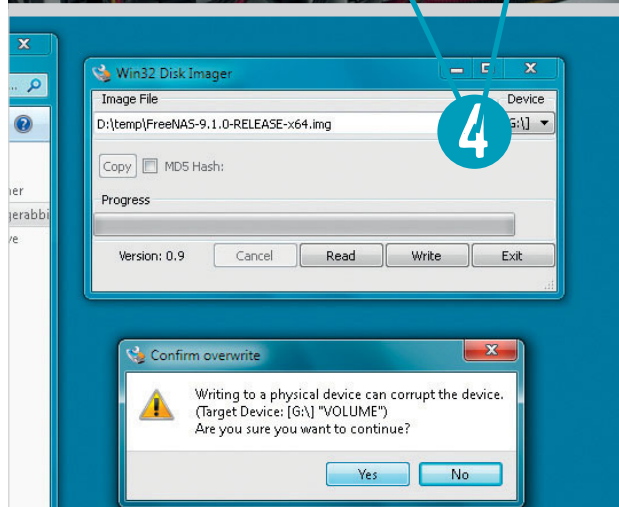 4
Win32 Disk Imager
Image File
Device
D:\temp\FreeNAS-9.1.0-RELEASE-x64.img
G:\]
Copy
MD5 Hash:
Progress
Version: 0.9
Cancel
Read
Write
Exit
Confirm overwrite
Writing to a physical device can corrupt the device.
(Target Device: [G:\] "VOLUME")
Are you sure you want to continue?
Yes
No